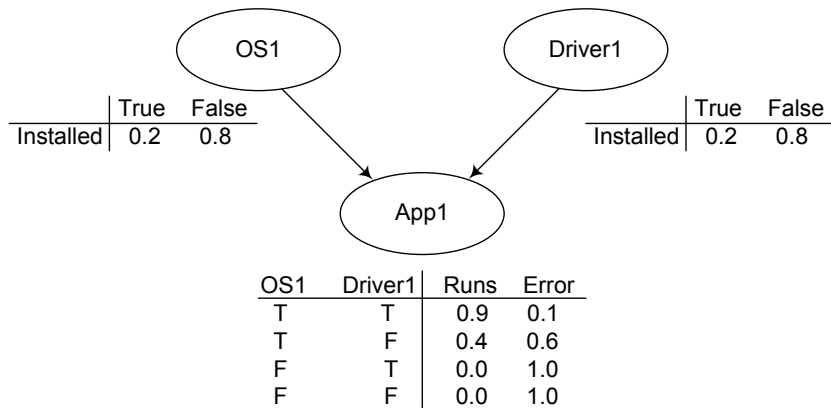 OS1 Driver1
True False True False
Installed 0.2 0.8 Installed 0.2 0.8
App1
OS1 Driver1 Runs Error
T T 0.9 0.1
T F 0.4 0.6
F T 0.0 1.0
F F 0.0 1.0